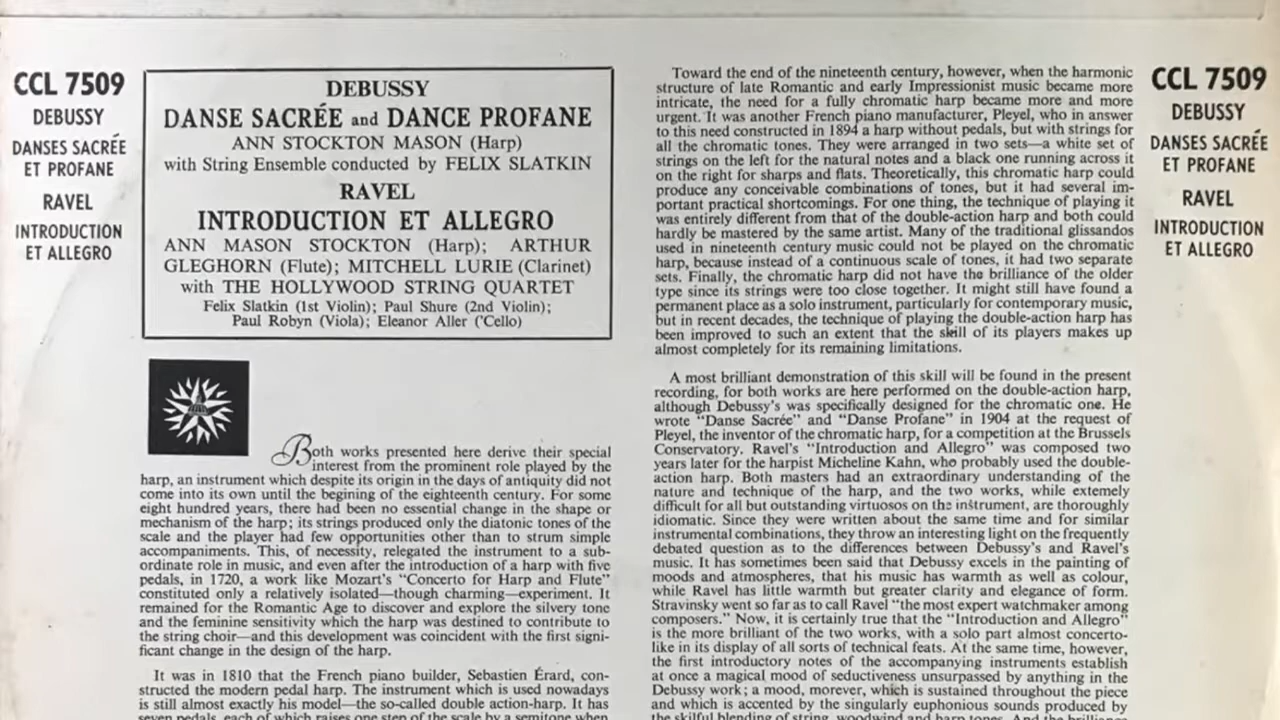 CCL 7509
DEBUSSY
DANSES SACRÉE
ET PROFANE
RAVEL
INTRODUCTION
ET ALLEGRO
DEBUSSY
DANSE SACRÉE and DANCE PROFANE
ANN STOCKTON MASON (Harp)
with String Ensemble conducted by FELIX SLATKIN
RAVEL
INTRODUCTION ET ALLEGRO
ANN MASON STOCKTON (Harp); ARTHUR
GLEGHORN (Flute); MITCHELL LURIE (Clarinet)
with THE HOLLYWOOD STRING QUARTET
Felix Slatkin (1st Violin); Paul Shure (2nd Violin);
Paul Robyn (Viola); Eleanor Aller ('Cello)
Both works presented here derive their special
interest from the prominent role played by the
harp, an instrument which despite its origin in the days of antiquity did not
come into its own until the begining of the eighteenth century. For some
eight hundred years, there had been no essential change in the shape or
mechanism of the harp; its strings produced only the diatonic tones of the
scale and the player had few opportunities other than to strum simple
accompaniments. This, of necessity, relegated the instrument to a sub-
ordinate role in music, and even after the introduction of a harp with five
pedals, in 1720, a work like Mozart's "Concerto for Harp and Flute"
constituted only a relatively isolated—though charming—experiment. It
remained for the Romantic Age to discover and explore the silvery tone
and the feminine sensitivity which the harp was destined to contribute to
the string choir—and this development was coincident with the first signi-
ficant change in the design of the harp.
It was in 1810 that the French piano builder, Sebastien Érard, con-
structed the modern pedal harp. The instrument which is used nowadays
is still almost exactly his model—the so-called double action-harp. It has
seven pedals, each of which raises one step of the scale by a semitone when
Toward the end of the nineteenth century, however, when the harmonic
structure of late Romantic and early Impressionist music became more
intricate, the need for a fully chromatic harp became more and more
urgent. It was another French piano manufacturer, Pleyel, who in answer
to this need constructed in 1894 a harp without pedals, but with strings for
all the chromatic tones. They were arranged in two sets—a white set of
strings on the left for the natural notes and a black one running across it
on the right for sharps and flats. Theoretically, this chromatic harp could
produce any conceivable combinations of tones, but it had several im-
portant practical shortcomings. For one thing, the technique of playing it
was entirely different from that of the double-action harp and both could
hardly be mastered by the same artist. Many of the traditional glissandos
used in nineteenth century music could not be played on the chromatic
harp, because instead of a continuous scale of tones, it had two separate
sets. Finally, the chromatic harp did not have the brilliance of the older
type since its strings were too close together. It might still have found a
permanent place as a solo instrument, particularly for contemporary music,
but in recent decades, the technique of playing the double-action harp has
been improved to such an extent that the skill of its players makes up
almost completely for its remaining limitations.
A most brilliant demonstration of this skill will be found in the present
recording, for both works are here performed on the double-action harp,
although Debussy's was specifically designed for the chromatic one. He
wrote "Danse Sacrée" and "Danse Profane" in 1904 at the request of
Pleyel, the inventor of the chromatic harp, for a competition at the Brussels
Conservatory. Ravel's "Introduction and Allegro" was composed two
years later for the harpist Micheline Kahn, who probably used the double-
action harp. Both masters had an extraordinary understanding of the
nature and technique of the harp, and the two works, while extemely
difficult for all but outstanding virtuosos on the instrument, are thoroughly
idiomatic. Since they were written about the same time and for similar
instrumental combinations, they throw an interesting light on the frequently
debated question as to the differences between Debussy's and Ravel's
music. It has sometimes been said that Debussy excels in the painting of
moods and atmospheres, that his music has warmth as well as colour,
while Ravel has little warmth but greater clarity and elegance of form.
Stravinsky went so far as to call Ravel "the most expert watchmaker among
composers." Now, it is certainly true that the "Introduction and Allegro"
is the more brilliant of the two works, with a solo part almost concerto-
like in its display of all sorts of technical feats. At the same time, however,
the first introductory notes of the accompanying instruments establish
at once a magical mood of seductiveness unsurpassed by anything in the
Debussy work; a mood, morever, which is sustained throughout the piece
and which is accented by the singularly euphonious sounds produced by
the skilful blending of string, woodwind and harp tones. And the brilliance
CCL 7509
DEBUSSY
DANSES SACRÉE
ET PROFANE
RAVEL
INTRODUCTION
ET ALLEGRO